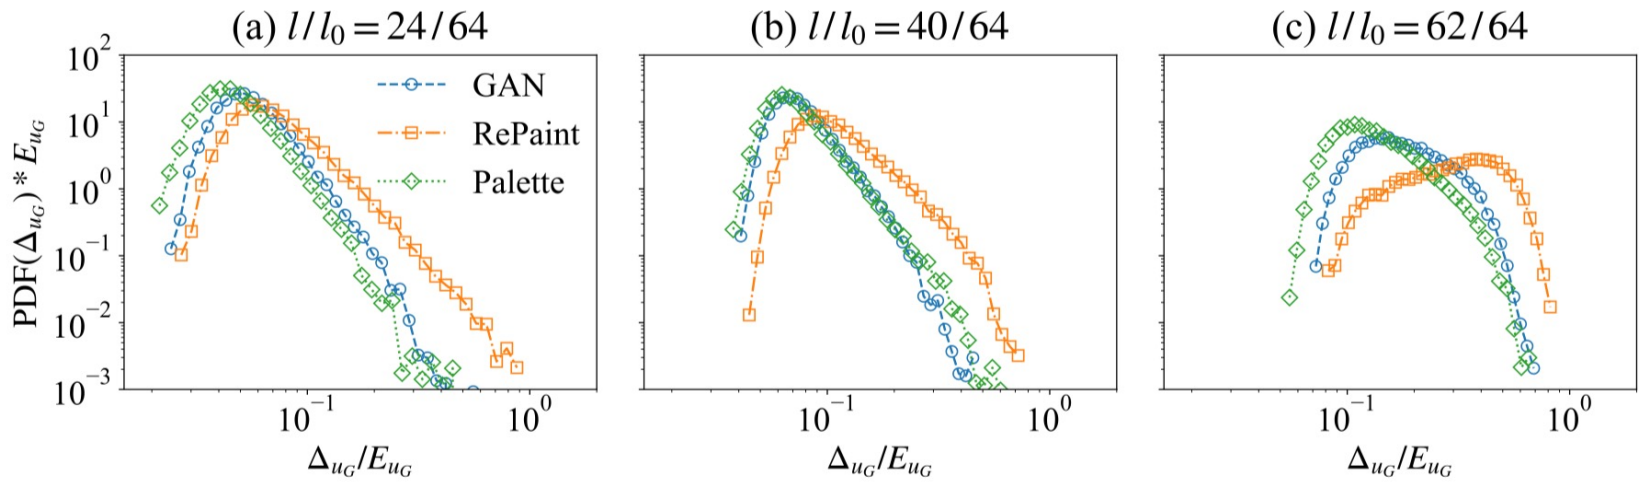 (a) l/l₀ = 24/64
(b) l/l₀ = 40/64
(c) l/l₀ = 62/64
PDF(Δ_{u_G}) * E_{u_G}
10²
10¹
10⁰
10⁻¹
10⁻²
10⁻³
GAN
RePaint
Palette
10⁻¹ 10⁰
10⁻¹ 10⁰
10⁻¹ 10⁰
Δ_{u_G}/E_{u_G}
Δ_{u_G}/E_{u_G}
Δ_{u_G}/E_{u_G}